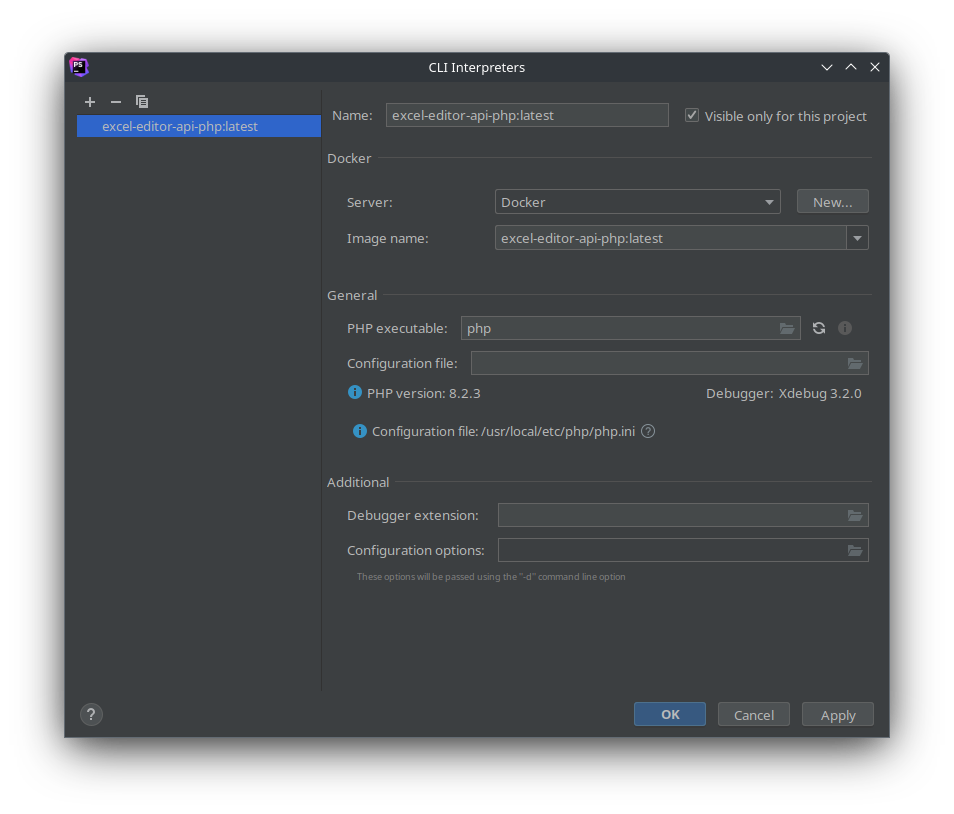 PS
CLI Interpreters
excel-editor-api-php:latest
Name: excel-editor-api-php:latest Visible only for this project
Docker
Server: Docker New...
Image name: excel-editor-api-php:latest
General
PHP executable: php
Configuration file:
PHP version: 8.2.3 Debugger: Xdebug 3.2.0
Configuration file: /usr/local/etc/php/php.ini ?
Additional
Debugger extension:
Configuration options:
These options will be passed using the "-d" command line option
? OK Cancel Apply